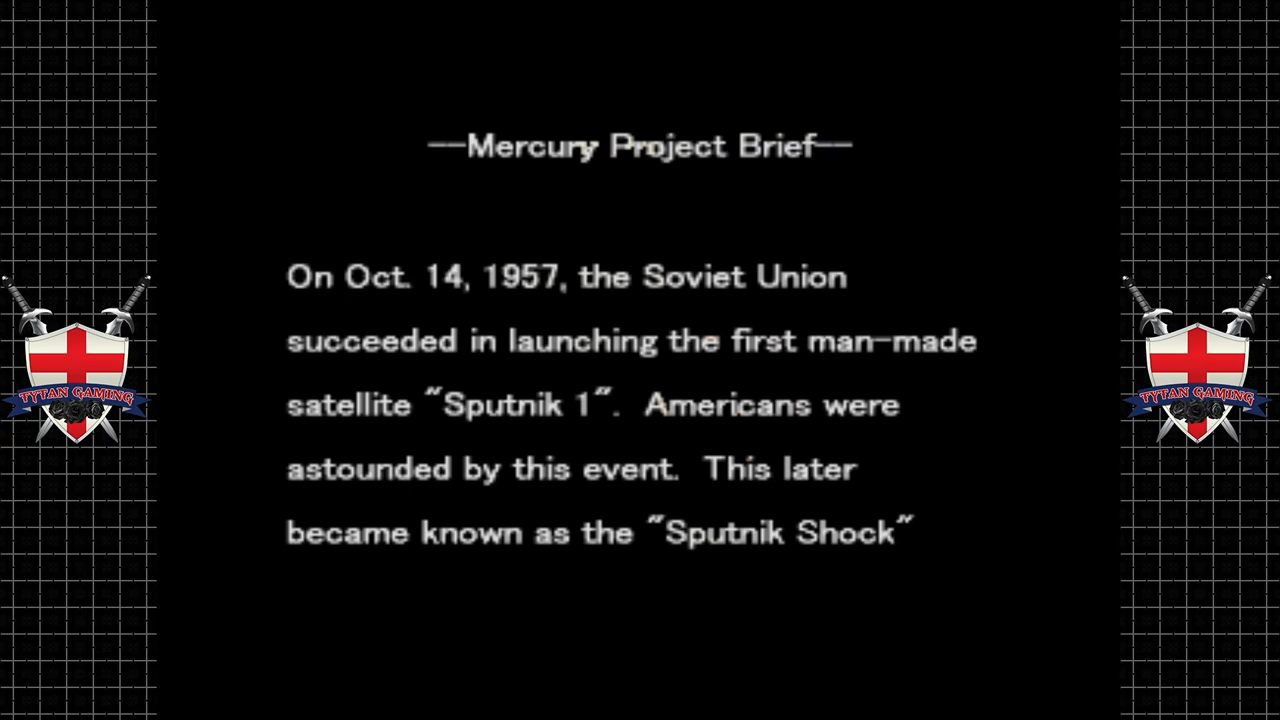 —Mercury Project Brief—
On Oct. 14, 1957, the Soviet Union
succeeded in launching the first man-made
satellite "Sputnik 1".  Americans were
astounded by this event.  This later
became known as the "Sputnik Shock"
TYTAN GAMING
TYTAN GAMING